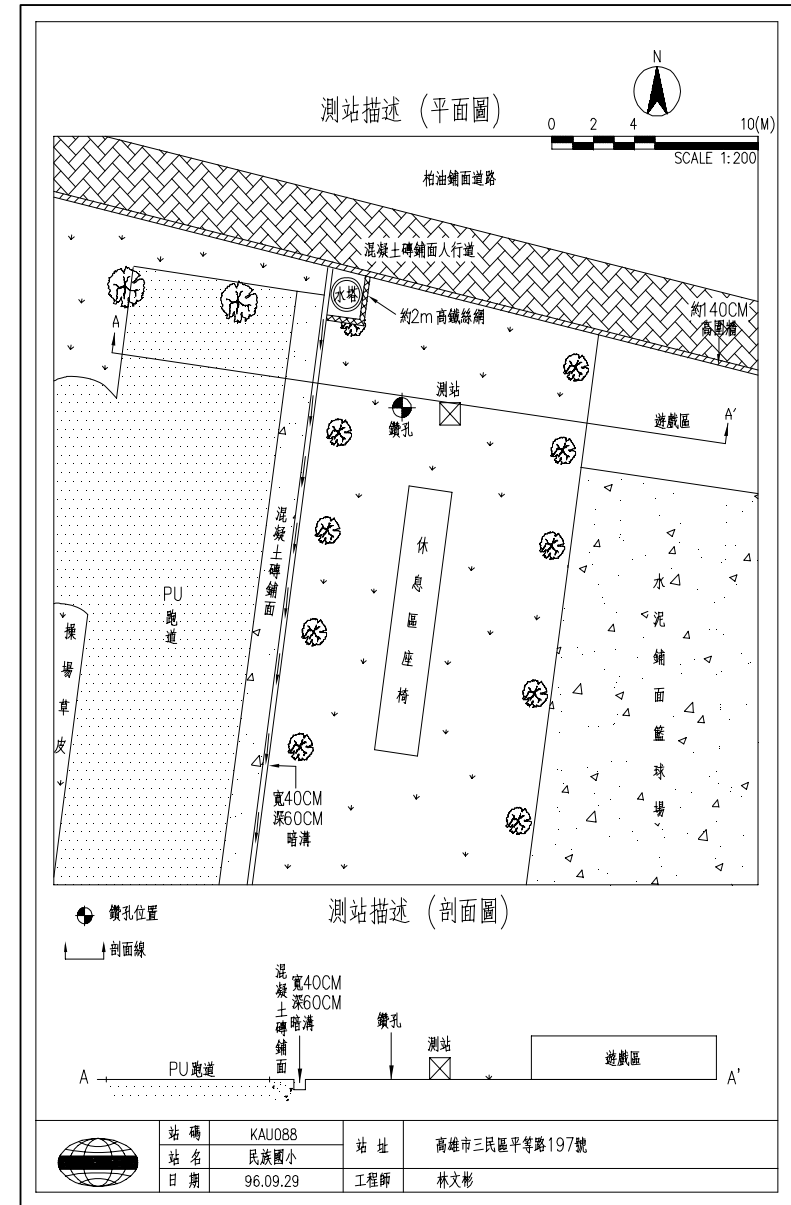 N
測站描述 (平面圖)
0 2 4 10(M)
SCALE 1:200
柏油鋪面道路
混凝土磚鋪面人行道
水塔
約2m高鐵絲網
約140CM
高圍牆
A
測站
鑽孔
遊戲區
A'
混凝土磚鋪面
休息區座椅
PU
跑道
水泥鋪面籃球場
操場草皮
寬40CM
深60CM
暗溝
鑽孔位置
剖面線
測站描述 (剖面圖)
混凝土磚鋪面
寬40CM
深60CM
暗溝
鑽孔
測站
遊戲區
PU跑道
A
A'
站碼 KAU088
站名 民族國小
日期 96.09.29
站址 高雄市三民區平等路197號
工程師 林文彬